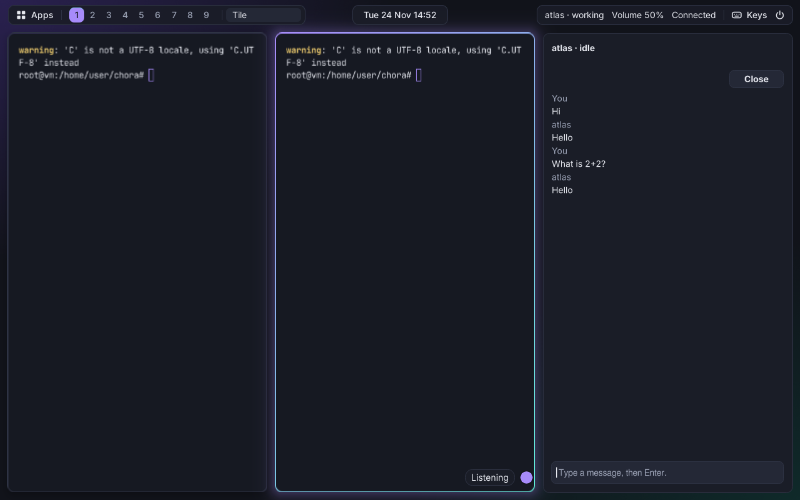 Apps 1 2 3 4 5 6 7 8 9 Tile
Tue 24 Nov 14:52
atlas · working Volume 50% Connected Keys
warning: 'C' is not a UTF-8 locale, using 'C.UT
F-8' instead
root@vm:/home/user/chora#
warning: 'C' is not a UTF-8 locale, using 'C.UT
F-8' instead
root@vm:/home/user/chora#
Listening
atlas · idle
Close
You
Hi
atlas
Hello
You
What is 2+2?
atlas
Hello
Type a message, then Enter.